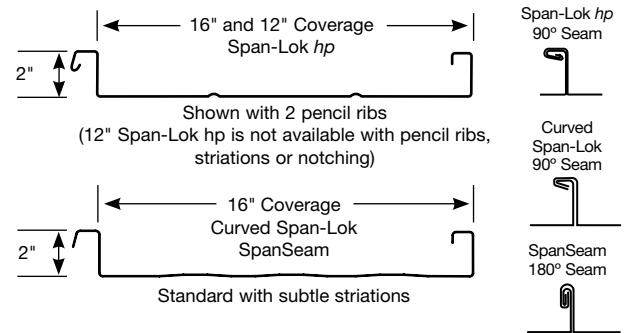 16" and 12" Coverage
Span-Lok hp
2"
Shown with 2 pencil ribs
(12" Span-Lok hp is not available with pencil ribs,
striations or notching)
16" Coverage
Curved Span-Lok
SpanSeam
2"
Standard with subtle striations
Span-Lok hp
90º Seam
Curved
Span-Lok
90º Seam
SpanSeam
180º Seam